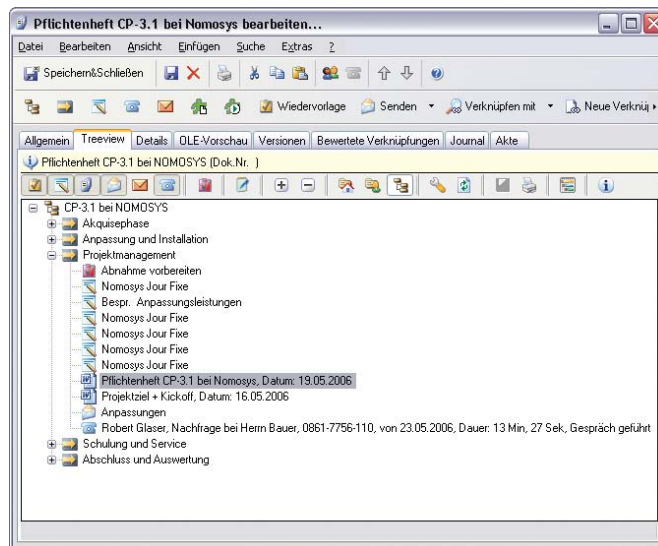 Pflichtenheft CP-3.1 bei Nomosys bearbeiten...
Datei Bearbeiten Ansicht Einfügen Suche Extras ?
Speichern&Schließen
Wiedervorlage Senden Verknüpfen mit Neue Verknü
Allgemein Treeview Details OLE-Vorschau Versionen Bewertete Verknüpfungen Journal Akte
Pflichtenheft CP-3.1 bei NOMOSYS (Dok.Nr. )
CP-3.1 bei NOMOSYS
Akquisephase
Anpassung und Installation
Projektmanagement
Abnahme vorbereiten
Nomosys Jour Fixe
Bespr. Anpassungsleistungen
Nomosys Jour Fixe
Nomosys Jour Fixe
Nomosys Jour Fixe
Nomosys Jour Fixe
Pflichtenheft CP-3.1 bei Nomosys, Datum: 19.05.2006
Projektziel + Kickoff, Datum: 16.05.2006
Anpassungen
Robert Glaser, Nachfrage bei Herrn Bauer, 0861-7756-110, von 23.05.2006, Dauer: 13 Min, 27 Sek, Gespräch geführt
Schulung und Service
Abschluss und Auswertung